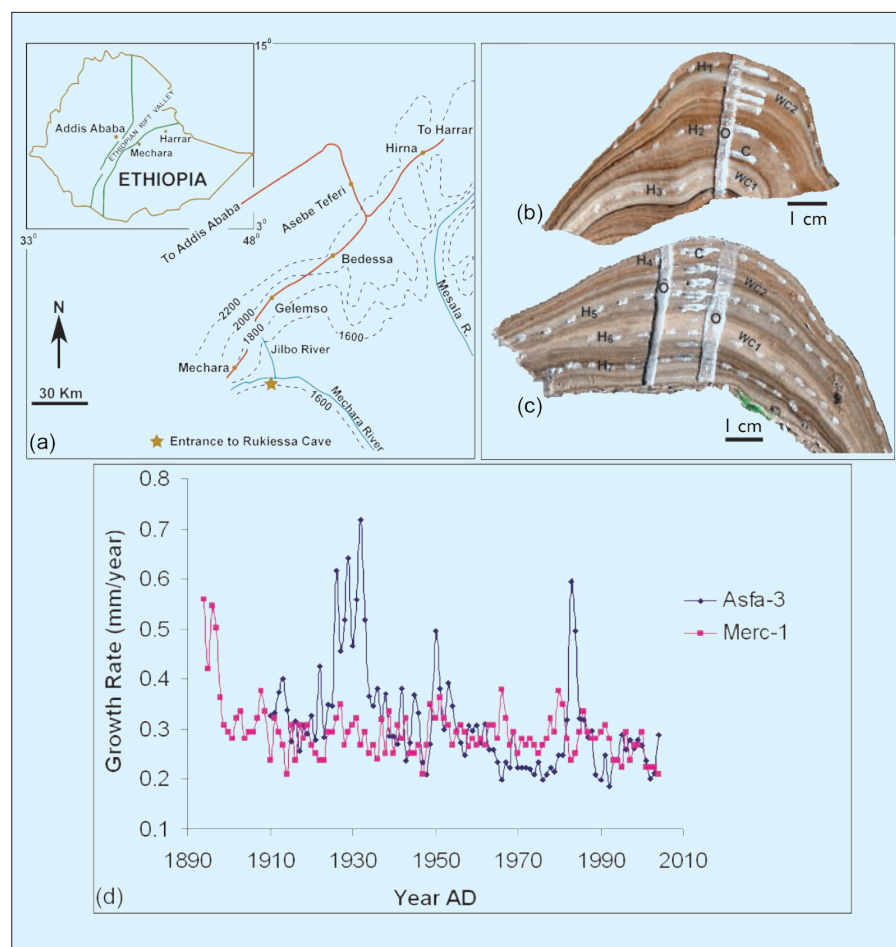 15°
Addis Ababa
ETHIOPIAN RIFT VALLEY
Harrar
Mechara
ETHIOPIA
33°
48°
3°
To Harrar
Hirna
Asebe Teferi
To Addis Ababa
Bedessa
Mesala R.
2200
2000
1800
1600
Gelemso
Jilbo River
Mechara
Mechara River
1600
N
30 Km
(a)
Entrance to Rukiessa Cave
H1
WC2
H2
O
C
H3
WC1
(b)
1 cm
H4
C
O
WC2
H5
O
H6
WC1
H7
(c)
1 cm
0.8
0.7
0.6
0.5
0.4
0.3
0.2
0.1
Growth Rate (mm/year)
Asfa-3
Merc-1
1890 1910 1930 1950 1970 1990 2010
Year AD
(d)